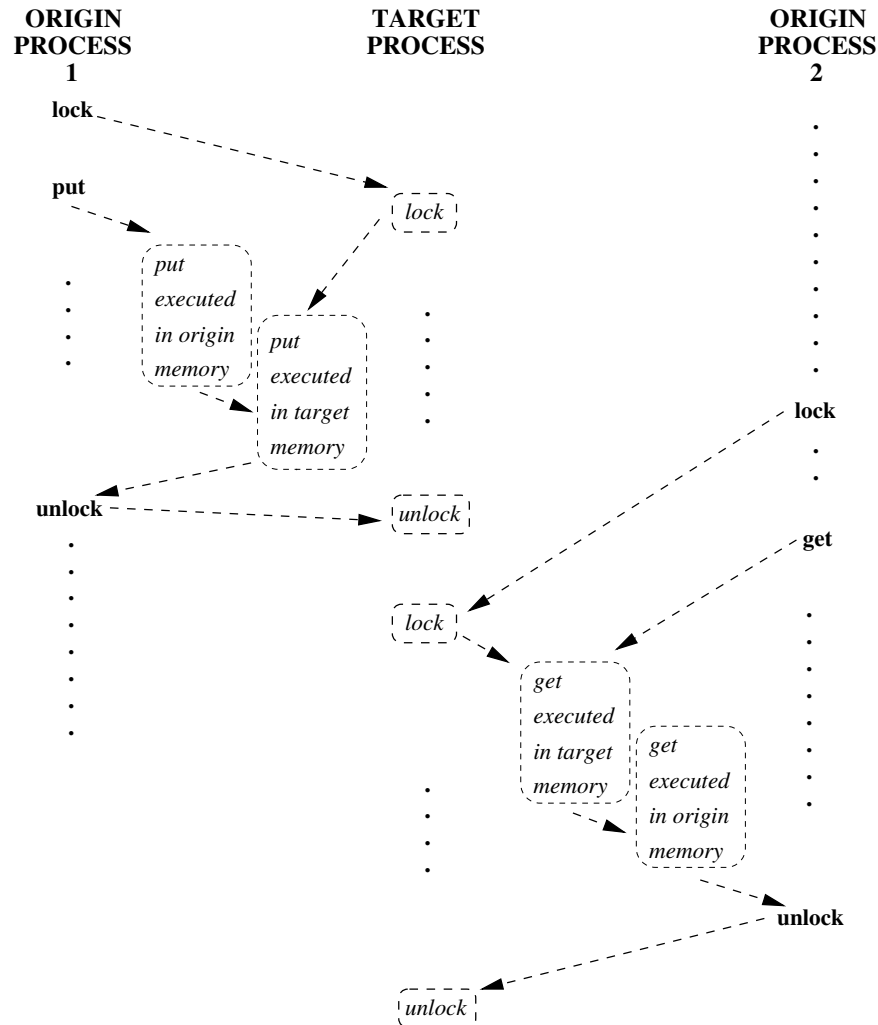 ORIGIN
PROCESS
1
TARGET
PROCESS
ORIGIN
PROCESS
2
lock
put
lock
put
executed
in origin
memory
put
executed
in target
memory
lock
unlock
unlock
get
lock
get
executed
in target
memory
get
executed
in origin
memory
unlock
unlock